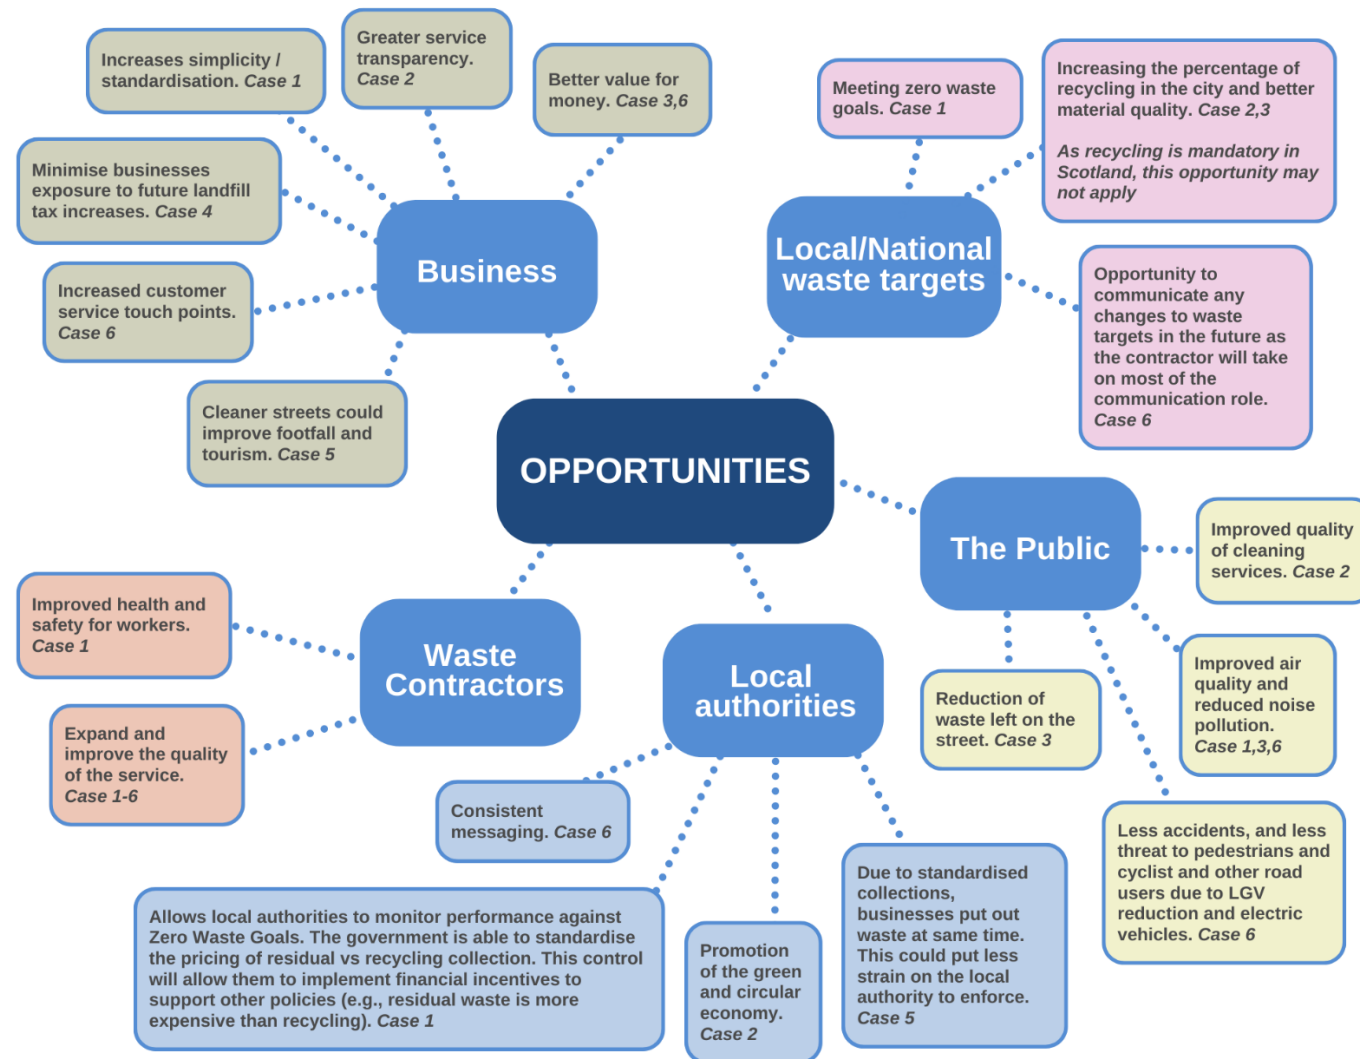 Increases simplicity /
standardisation. Case 1
Greater service
transparency.
Case 2
Better value for
money. Case 3,6
Minimise businesses
exposure to future landfill
tax increases. Case 4
Increased customer
service touch points.
Case 6
Cleaner streets could
improve footfall and
tourism. Case 5
Business
Meeting zero waste
goals. Case 1
Increasing the percentage of
recycling in the city and better
material quality. Case 2,3
As recycling is mandatory in
Scotland, this opportunity may
not apply
Local/National
waste targets
Opportunity to
communicate any
changes to waste
targets in the future as
the contractor will take
on most of the
communication role.
Case 6
OPPORTUNITIES
The Public
Improved quality
of cleaning
services. Case 2
Improved air
quality and
reduced noise
pollution.
Case 1,3,6
Reduction of
waste left on the
street. Case 3
Less accidents, and less
threat to pedestrians and
cyclist and other road
users due to LGV
reduction and electric
vehicles. Case 6
Waste
Contractors
Improved health and
safety for workers.
Case 1
Expand and
improve the quality
of the service.
Case 1-6
Local
authorities
Consistent
messaging. Case 6
Allows local authorities to monitor performance against
Zero Waste Goals. The government is able to standardise
the pricing of residual vs recycling collection. This control
will allow them to implement financial incentives to
support other policies (e.g., residual waste is more
expensive than recycling). Case 1
Promotion
of the green
and circular
economy.
Case 2
Due to standardised
collections,
businesses put out
waste at same time.
This could put less
strain on the local
authority to enforce.
Case 5